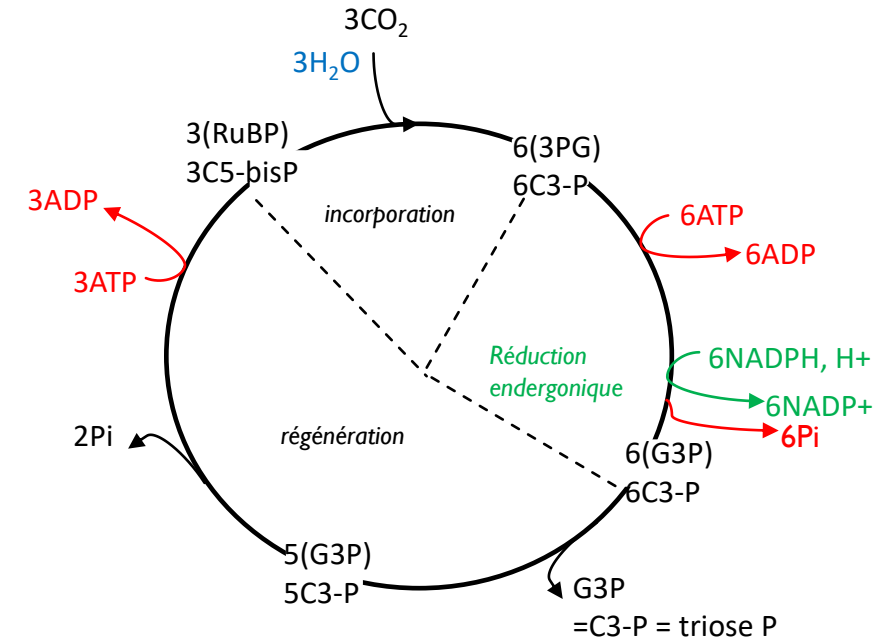 3CO₂
3H₂O
3(RuBP)
3C5-bisP
6(3PG)
6C3-P
incorporation
3ADP
3ATP
6ATP
6ADP
Réduction
endergonique
6NADPH, H+
6NADP+
6Pi
régénération
2Pi
6(G3P)
6C3-P
5(G3P)
5C3-P
G3P
=C3-P = triose P